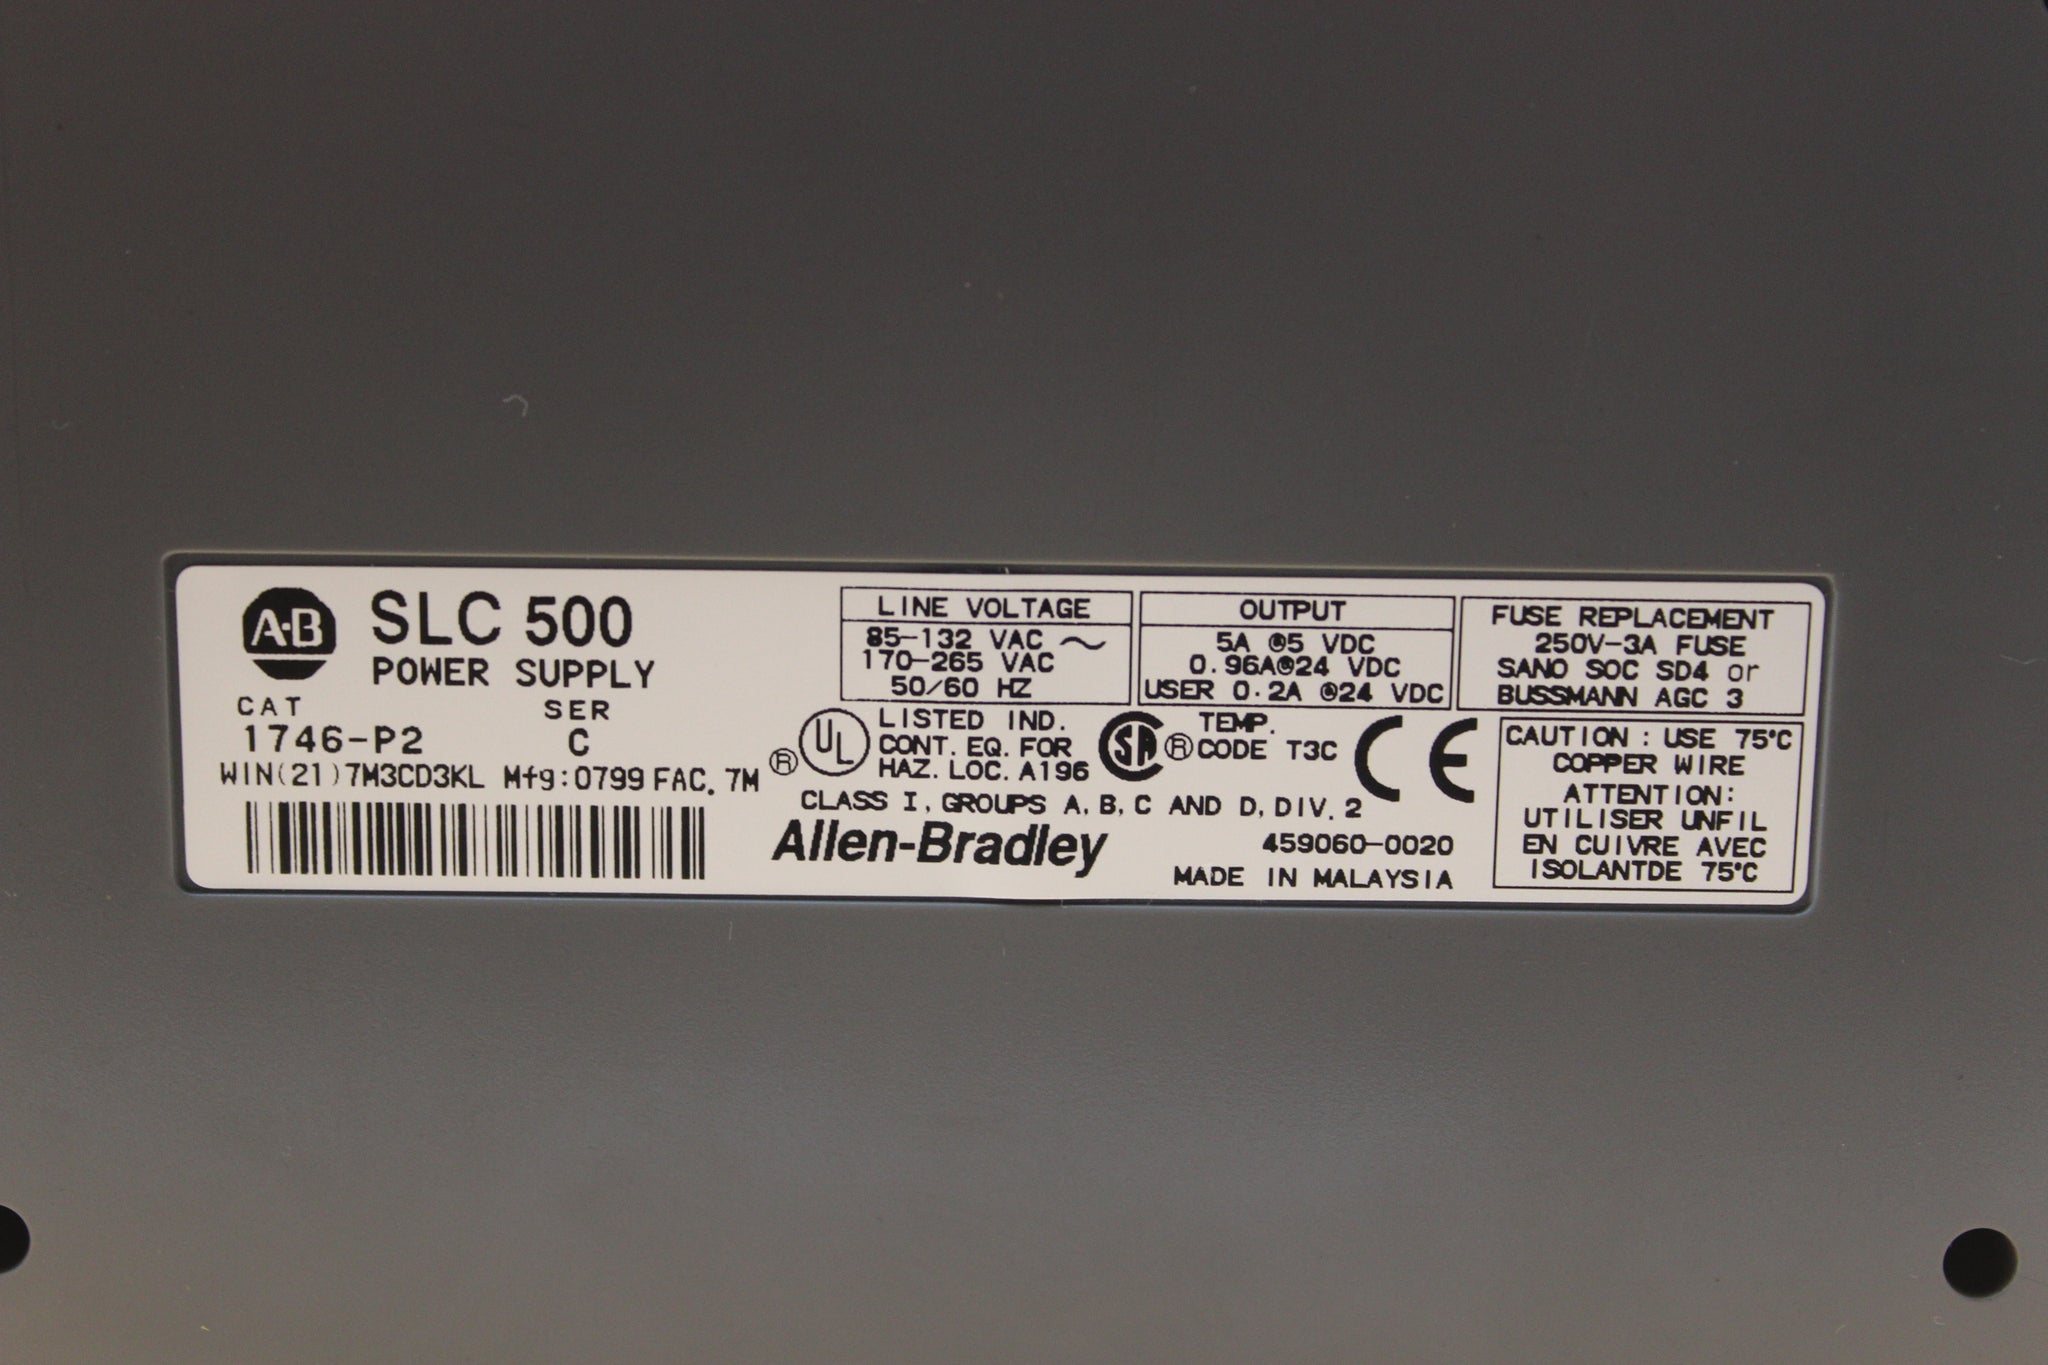 A-B
SLC 500
POWER SUPPLY
CAT SER
1746-P2 C
WIN(21)7M3CD3KL Mfg:0799 FAC. 7M
LINE VOLTAGE
85-132 VAC ~
170-265 VAC
50/60 HZ
OUTPUT
5A @5 VDC
0.96A@24 VDC
USER 0.2A @24 VDC
FUSE REPLACEMENT
250V-3A FUSE
SANO SOC SD4 or
BUSSMANN AGC 3
® UL LISTED IND.
CONT. EQ. FOR
HAZ. LOC. A196
SA ® TEMP.
CODE T3C
CE
CLASS I, GROUPS A, B, C AND D, DIV. 2
Allen-Bradley
459060-0020
MADE IN MALAYSIA
CAUTION : USE 75°C
COPPER WIRE
ATTENTION:
UTILISER UNFIL
EN CUIVRE AVEC
ISOLANTDE 75°C